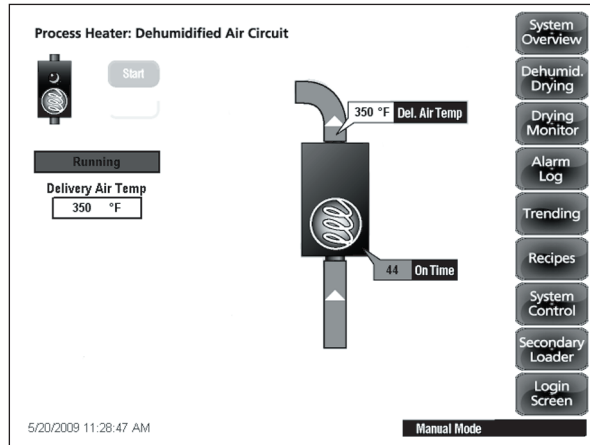 Process Heater: Dehumidified Air Circuit
Start
Running
Delivery Air Temp
350 °F
350 °F Del. Air Temp
44 On Time
System
Overview
Dehumid.
Drying
Drying
Monitor
Alarm
Log
Trending
Recipes
System
Control
Secondary
Loader
Login
Screen
5/20/2009 11:28:47 AM
Manual Mode